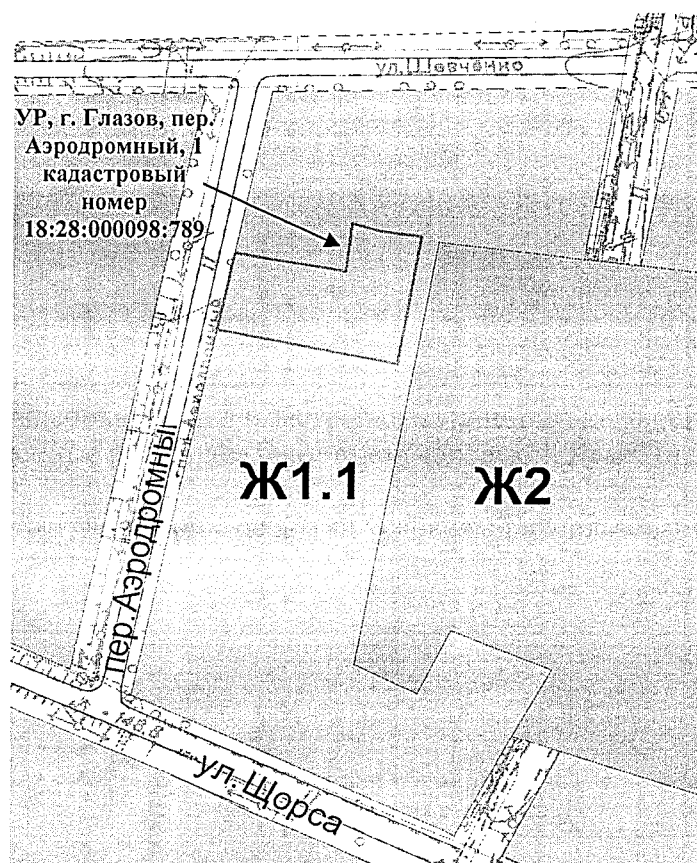 ул.Шевченко
УР, г. Глазов, пер.
Аэродромный, 1
кадастровый
номер
18:28:000098:789
Ж1.1
Ж2
пер.Аэродромны
ул.Щорса